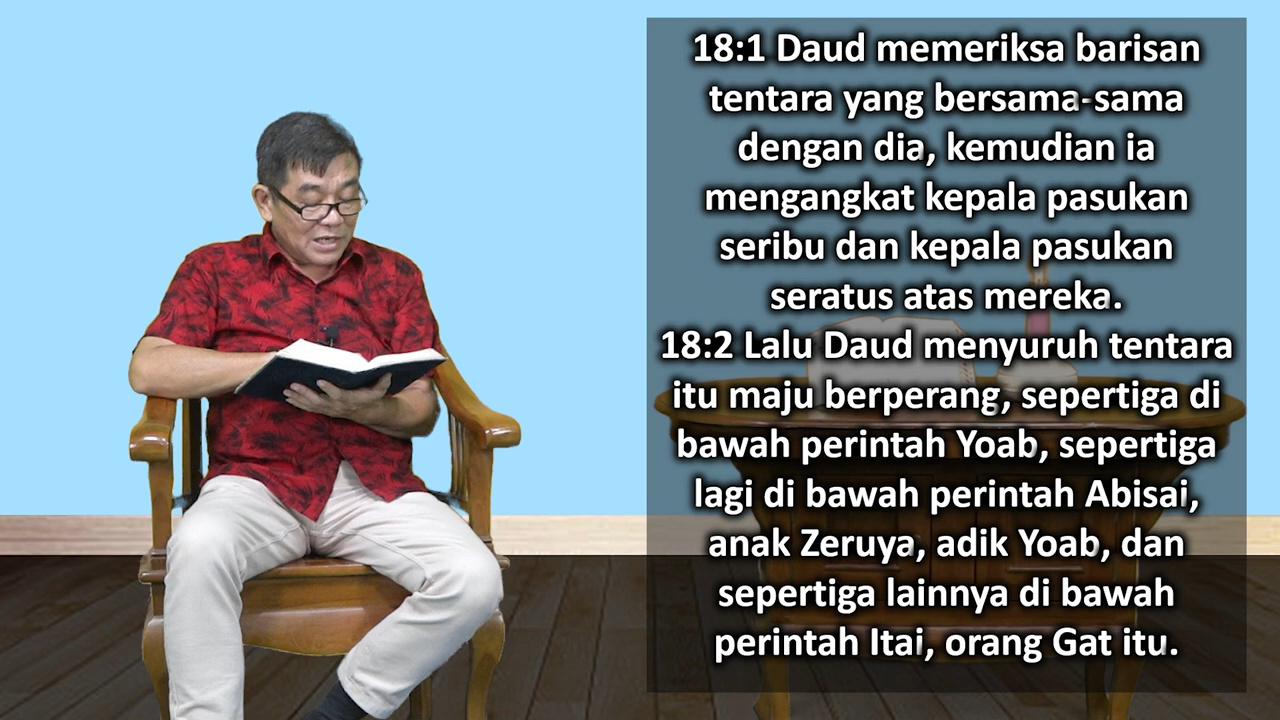 18:1 Daud memeriksa barisan
tentara yang bersama-sama
dengan dia, kemudian ia
mengangkat kepala pasukan
seribu dan kepala pasukan
seratus atas mereka.
18:2 Lalu Daud menyuruh tentara
itu maju berperang, sepertiga di
bawah perintah Yoab, sepertiga
lagi di bawah perintah Abisai,
anak Zeruya, adik Yoab, dan
sepertiga lainnya di bawah
perintah Itai, orang Gat itu.